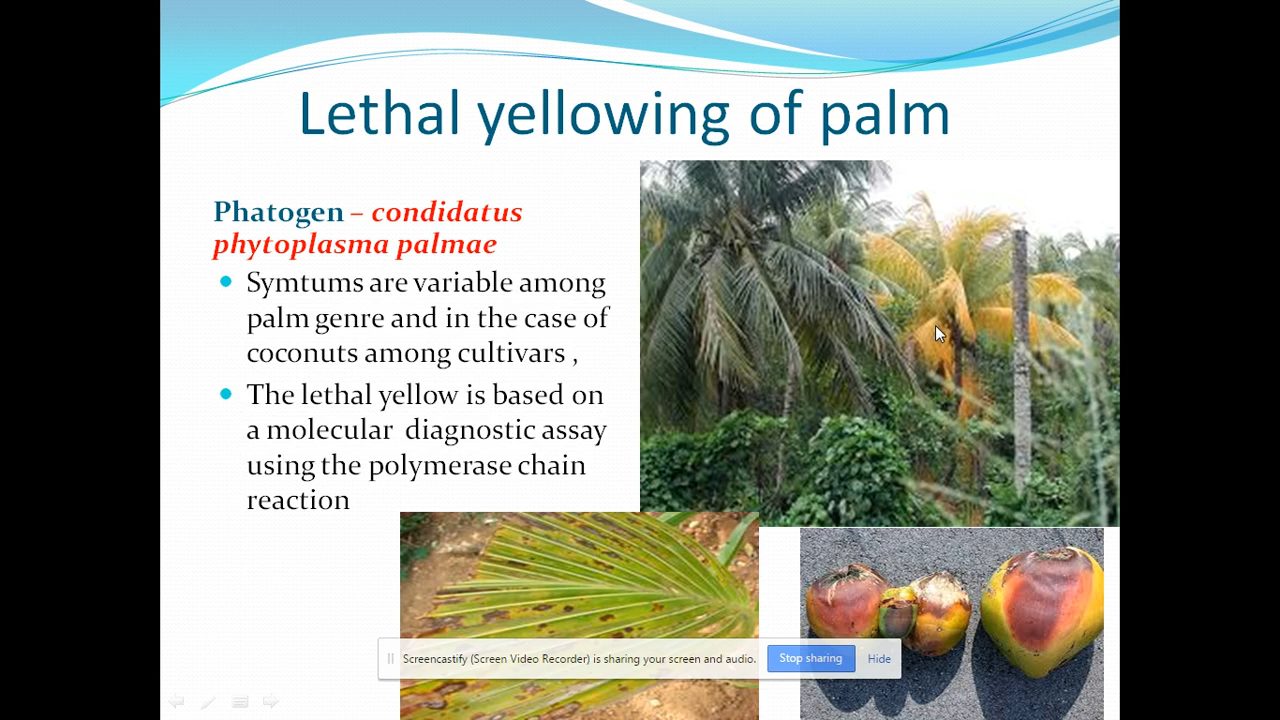 Lethal yellowing of palm
Phatogen – condidatus
phytoplasma palmae
Symtums are variable among
palm genre and in the case of
coconuts among cultivars ,
The lethal yellow is based on
a molecular diagnostic assay
using the polymerase chain
reaction
Screencastify (Screen Video Recorder) is sharing your screen and audio.
Stop sharing
Hide